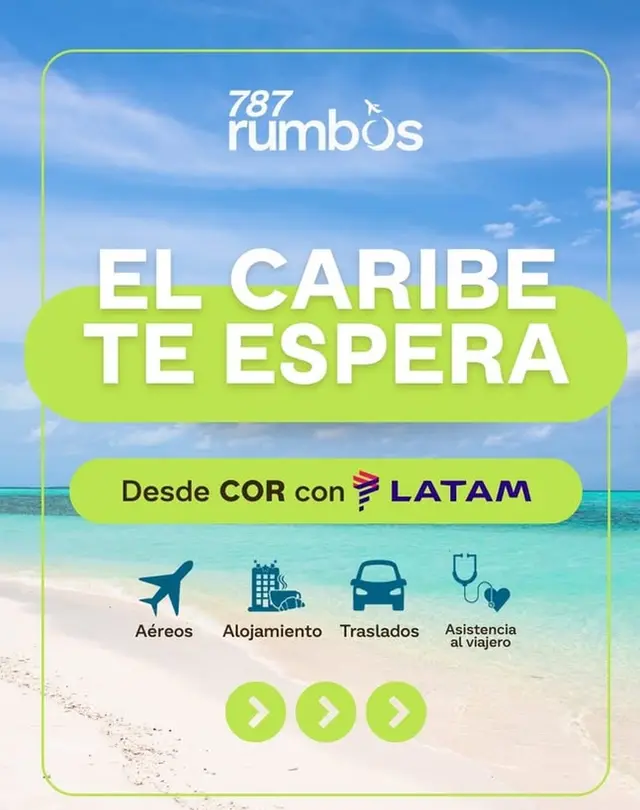 787
rumbos
EL CARIBE
TE ESPERA
Desde COR con LATAM
Aéreos
Alojamiento
Traslados
Asistencia
al viajero